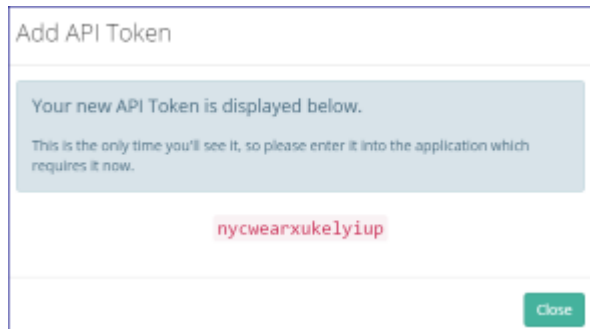 Add API Token
Your new API Token is displayed below.
This is the only time you'll see it, so please enter it into the application which
requires it now.
nycwearxukelyiup
Close